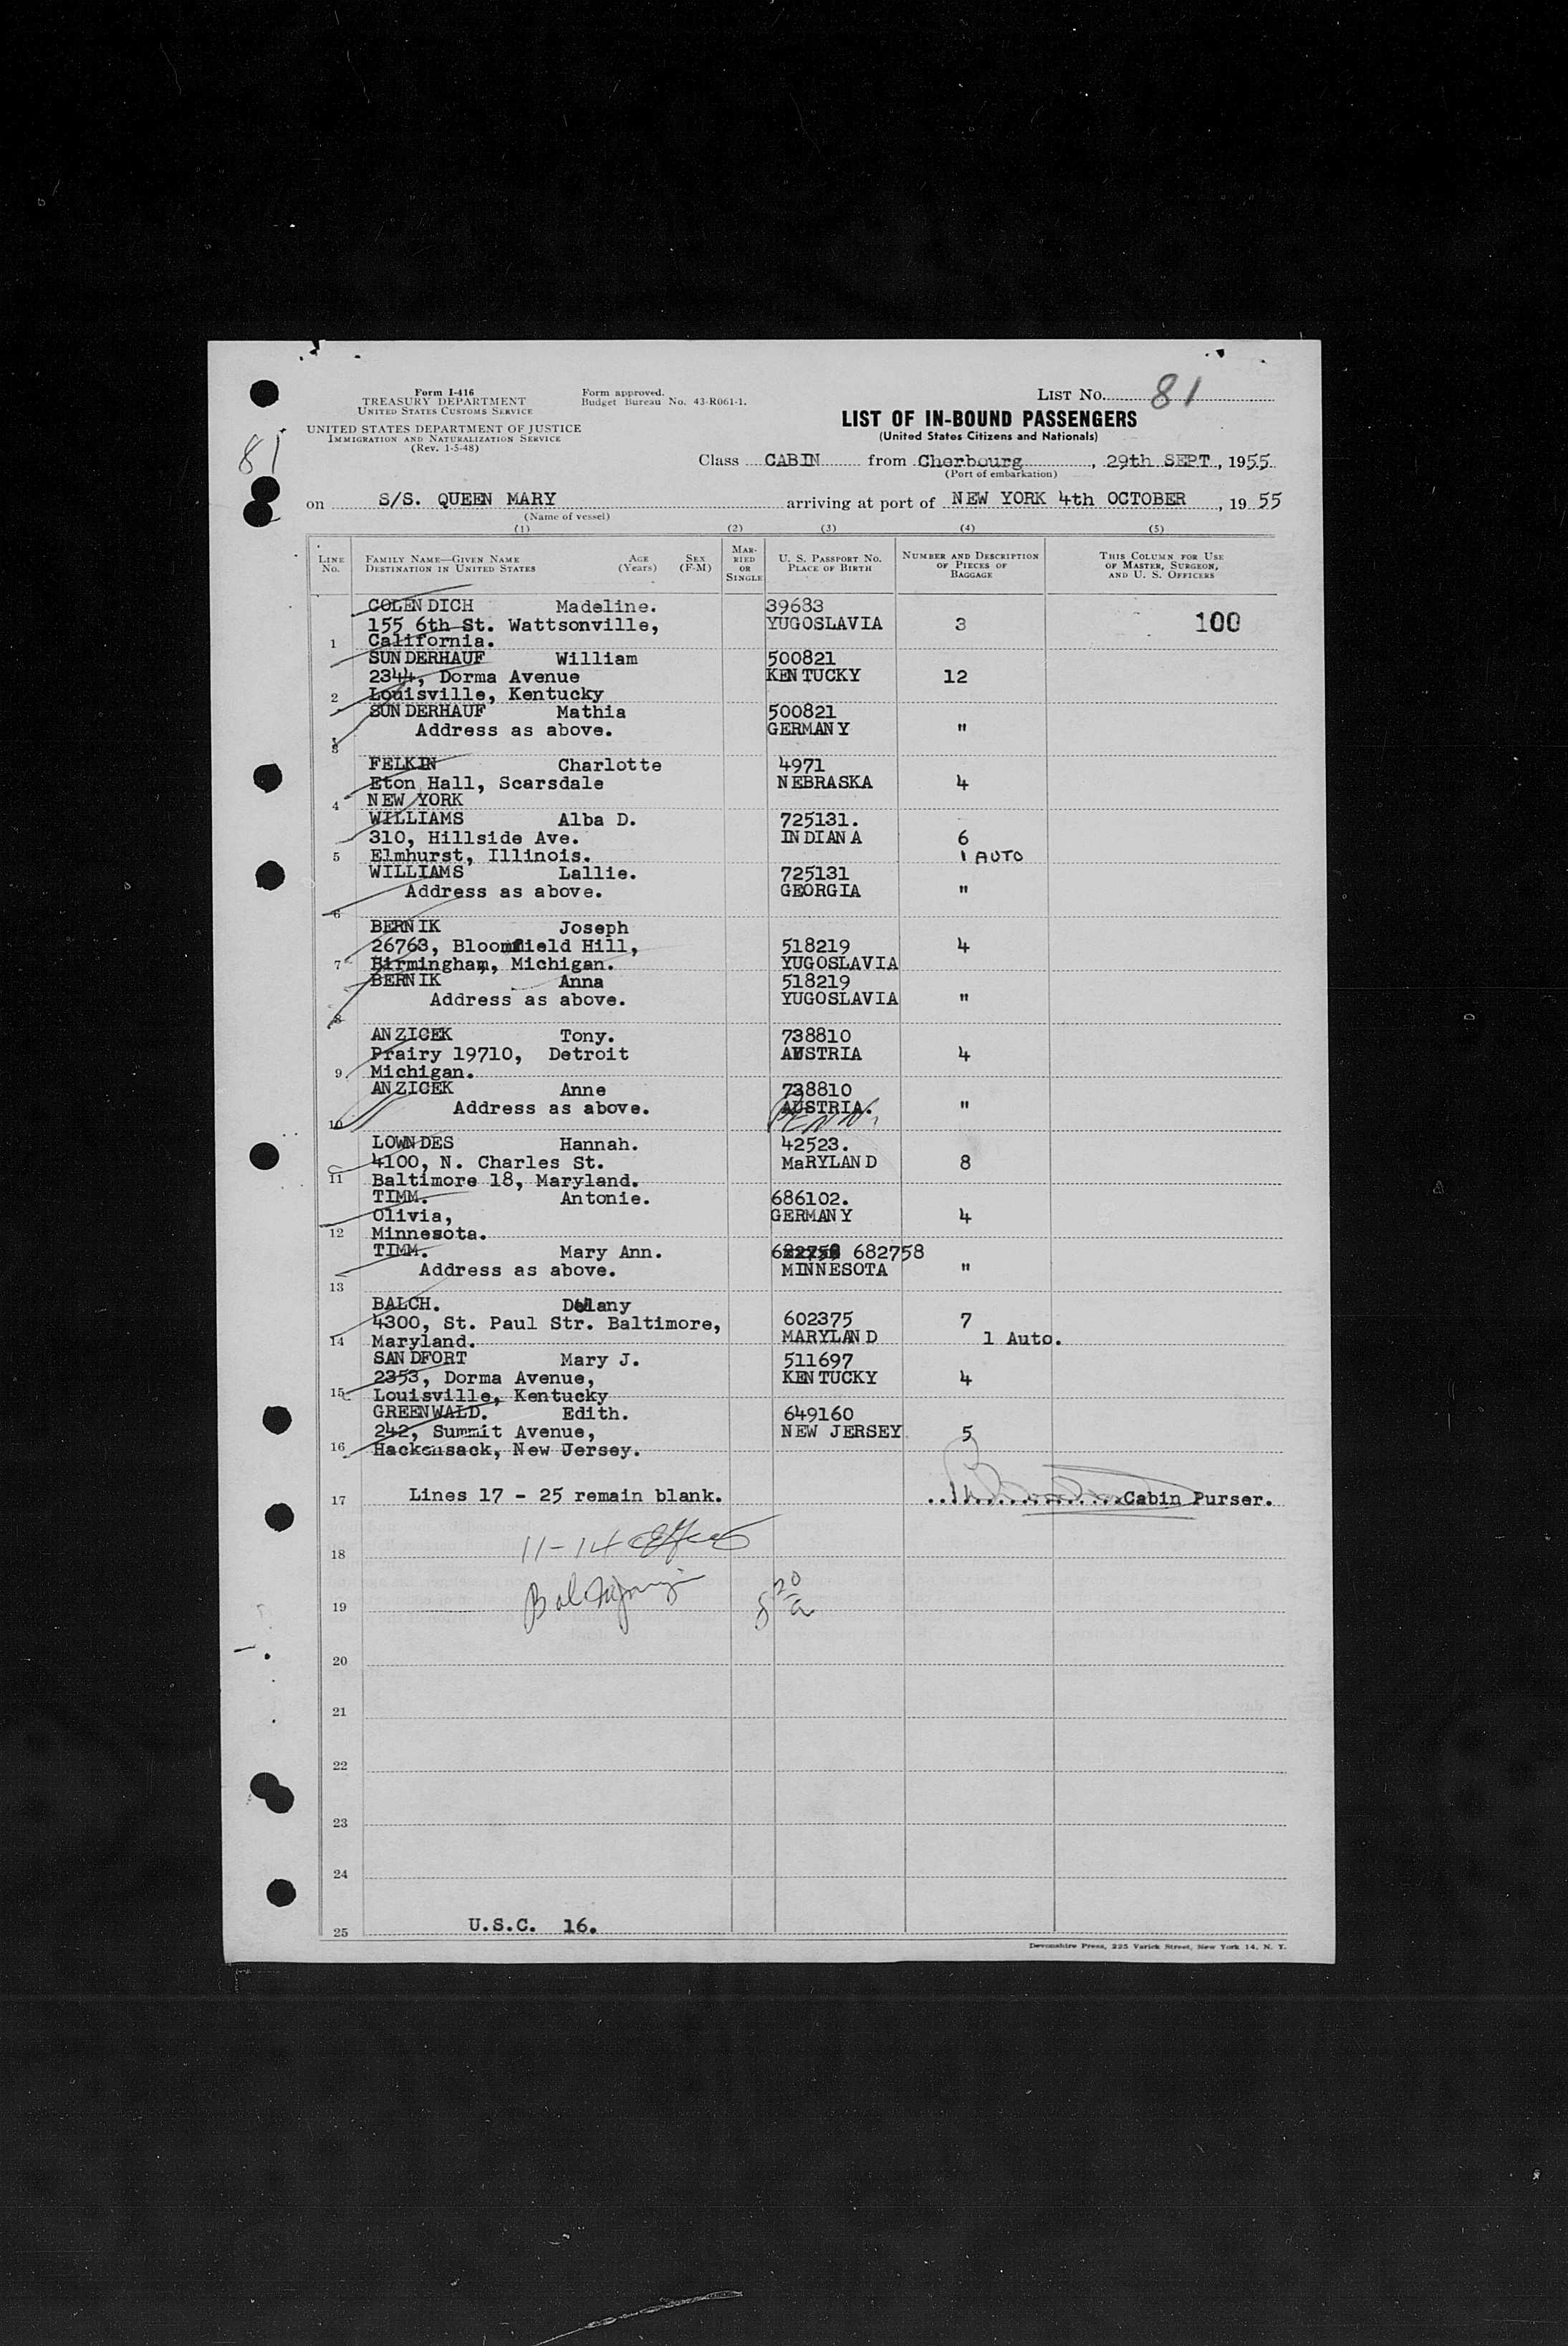 Form I-416
TREASURY DEPARTMENT
UNITED STATES CUSTOMS SERVICE
UNITED STATES DEPARTMENT OF JUSTICE
IMMIGRATION AND NATURALIZATION SERVICE
(Rev. 1-5-48)
Form approved.
Budget Bureau No. 43-R061-1.
LIST NO. 81
LIST OF IN-BOUND PASSENGERS
(United States Citizens and Nationals)
81
Class CABIN from Cherbourg, 29th SEPT., 1955
(Port of embarkation)
on S/S. QUEEN MARY arriving at port of NEW YORK 4th OCTOBER, 19 55
(Name of vessel)
(1) (2) (3) (4) (5)
LINE NO.
FAMILY NAME—GIVEN NAME AGE (Years) SEX (F-M)
DESTINATION IN UNITED STATES
MARRIED OR SINGLE
U. S. PASSPORT NO.
PLACE OF BIRTH
NUMBER AND DESCRIPTION
OF PIECES OF
BAGGAGE
THIS COLUMN FOR USE
OF MASTER, SURGEON,
AND U. S. OFFICERS
COLENDICH Madeline. 39683
155 6th St. Wattsonville, YUGOSLAVIA 3 100
1 California.
SUNDERHAUF William 500821
2344, Dorma Avenue KENTUCKY 12
2 Louisville, Kentucky
SUNDERHAUF Mathia 500821
Address as above. GERMANY "
3
FELKIN Charlotte 4971
Eton Hall, Scarsdale NEBRASKA 4
4 NEW YORK
WILLIAMS Alba D. 725131.
310, Hillside Ave. INDIANA 6
5 Elmhurst, Illinois. 1 AUTO
WILLIAMS Lallie. 725131
Address as above. GEORGIA "
6
BERNIK Joseph
26763, Bloomfield Hill, 518219 4
7 Birmingham, Michigan. YUGOSLAVIA
BERNIK Anna 518219
Address as above. YUGOSLAVIA "
8
ANZICEK Tony. 738810
Prairy 19710, Detroit AUSTRIA 4
9 Michigan.
ANZICEK Anne 738810
Address as above. AUSTRIA. "
10 PENN.
LOWNDES Hannah. 42523.
4100, N. Charles St. MaRYLAND 8
11 Baltimore 18, Maryland.
TIMM. Antonie. 686102.
Olivia, GERMANY 4
12 Minnesota.
TIMM. Mary Ann. 682758
Address as above. MINNESOTA "
13
BALCH. Delany
4300, St. Paul Str. Baltimore, 602375 7
14 Maryland. MARYLAND 1 Auto.
SANDFORT Mary J. 511697
2353, Dorma Avenue, KENTUCKY 4
15 Louisville, Kentucky
GREENWALD. Edith. 649160
242, Summit Avenue, NEW JERSEY 5
16 Hackensack, New Jersey.
17 Lines 17 - 25 remain blank. Cabin Purser.
18 11-14
19
20
21
22
23
24
25 U.S.C. 16.
Devonshire Press, 225 Varick Street, New York 14, N. Y.